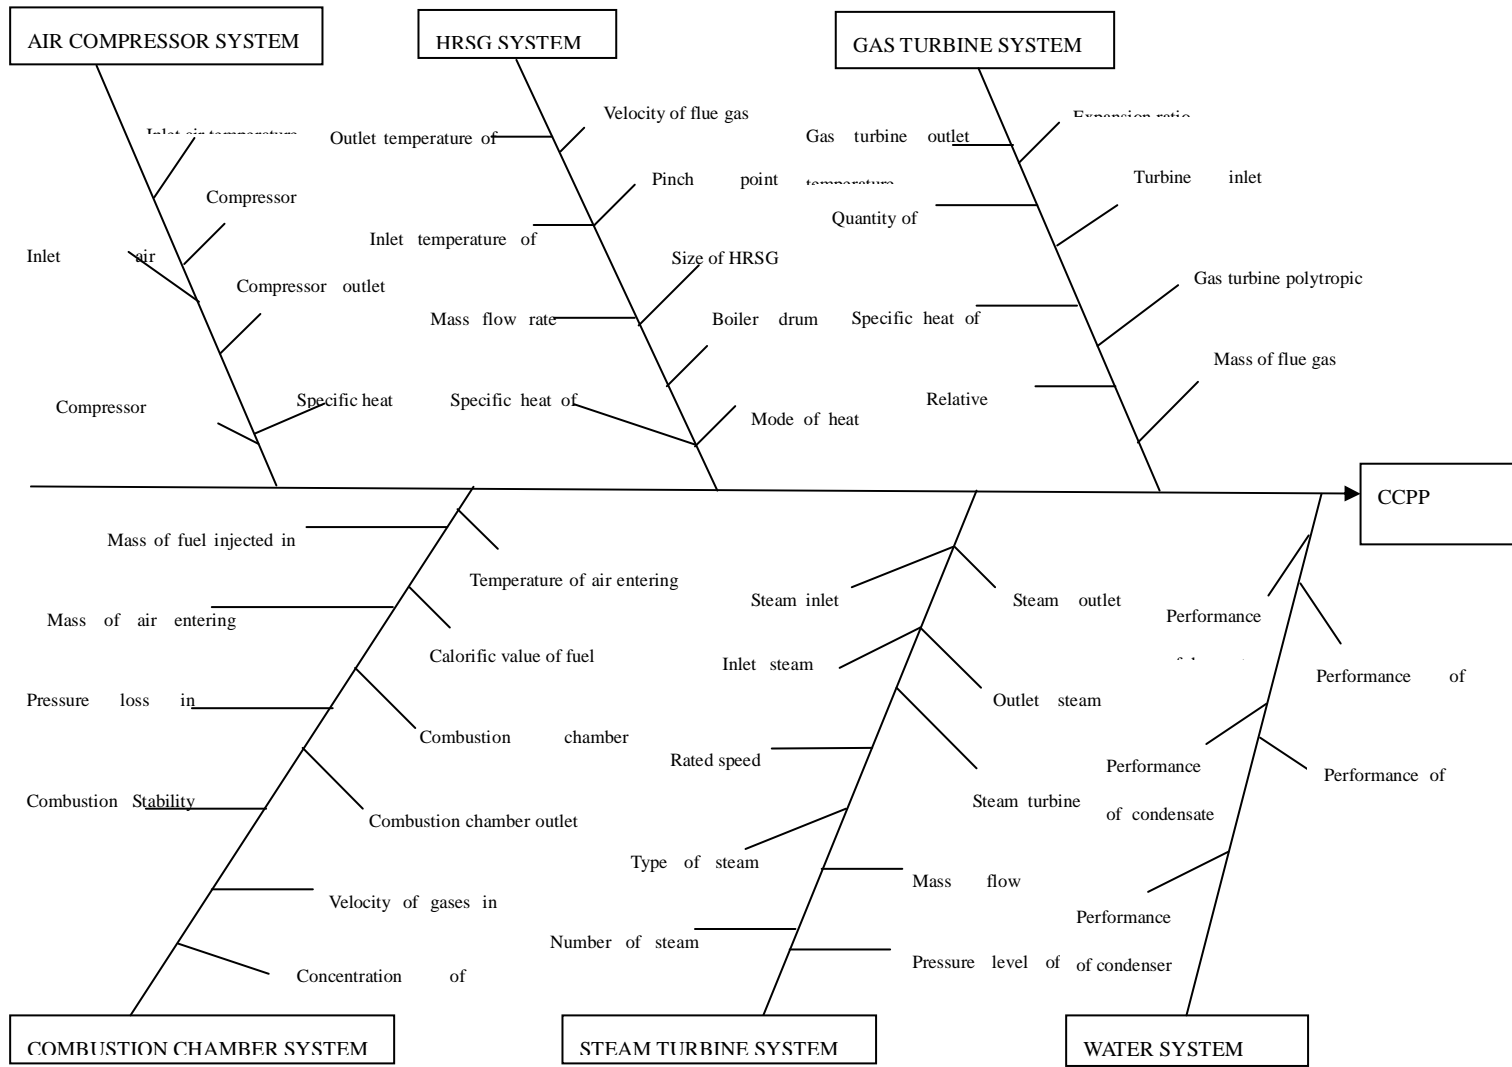 AIR COMPRESSOR SYSTEM
HRSG SYSTEM
GAS TURBINE SYSTEM
Inlet air temperature
Compressor
Inlet air
Compressor outlet
Compressor
Specific heat
Outlet temperature of
Velocity of flue gas
Pinch point
Inlet temperature of
Size of HRSG
Mass flow rate
Boiler drum
Specific heat of
Mode of heat
Gas turbine outlet
temperature
Expansion ratio
Turbine inlet
Quantity of
Gas turbine polytropic
Specific heat of
Mass of flue gas
Relative
CCPP
Mass of fuel injected in
Temperature of air entering
Mass of air entering
Calorific value of fuel
Pressure loss in
Combustion chamber
Combustion Stability
Combustion chamber outlet
Velocity of gases in
Concentration of
Steam inlet
Steam outlet
Inlet steam
Outlet steam
Rated speed
Steam turbine
Type of steam
Mass flow
Number of steam
Pressure level of
Performance
Performance of
Performance
of condensate
Performance of
Performance
of condenser
COMBUSTION CHAMBER SYSTEM
STEAM TURBINE SYSTEM
WATER SYSTEM